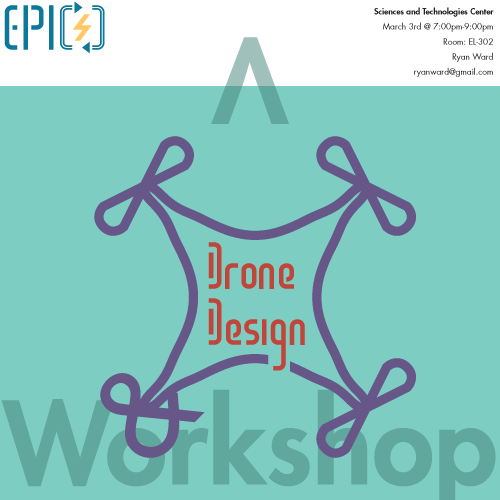 EPIC
Sciences and Technologies Center
March 3rd @ 7:00pm-9:00pm
Room: EL-302
Ryan Ward
ryanward@gmail.com
A
Drone
Design
Workshop